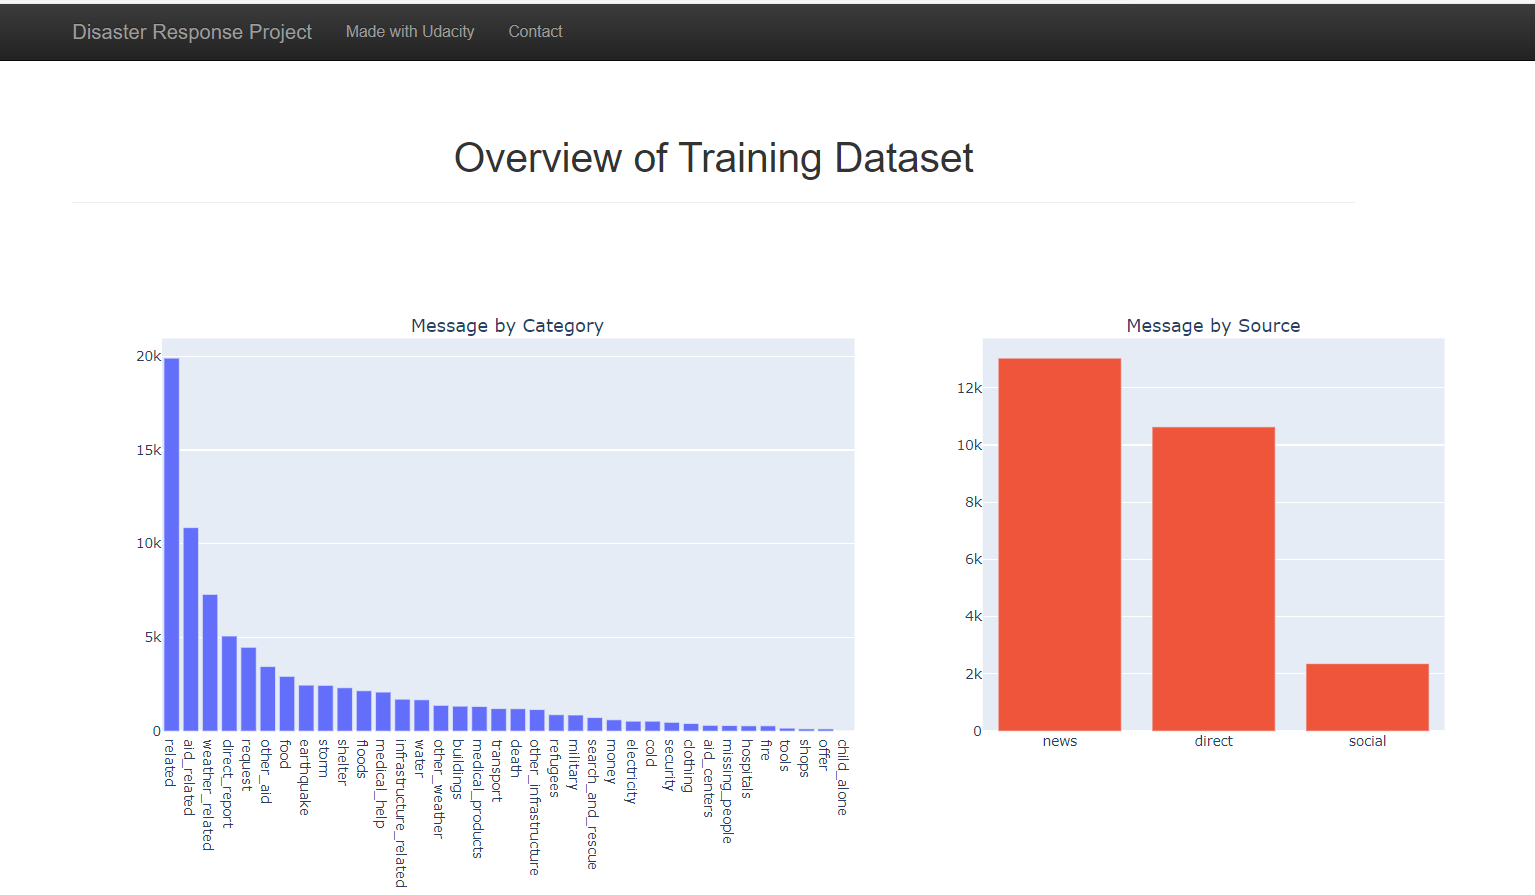 Disaster Response Project Made with Udacity Contact
Overview of Training Dataset
Message by Category
20k
15k
10k
5k
0
related
aid_related
weather_related
direct_report
request
other_aid
food
earthquake
storm
shelter
floods
medical_help
infrastructure_related
water
other_weather
buildings
medical_products
transport
death
other_infrastructure
refugees
military
search_and_rescue
money
electricity
cold
security
clothing
aid_centers
missing_people
hospitals
fire
tools
shops
offer
child_alone
Message by Source
12k
10k
8k
6k
4k
2k
0
news direct social